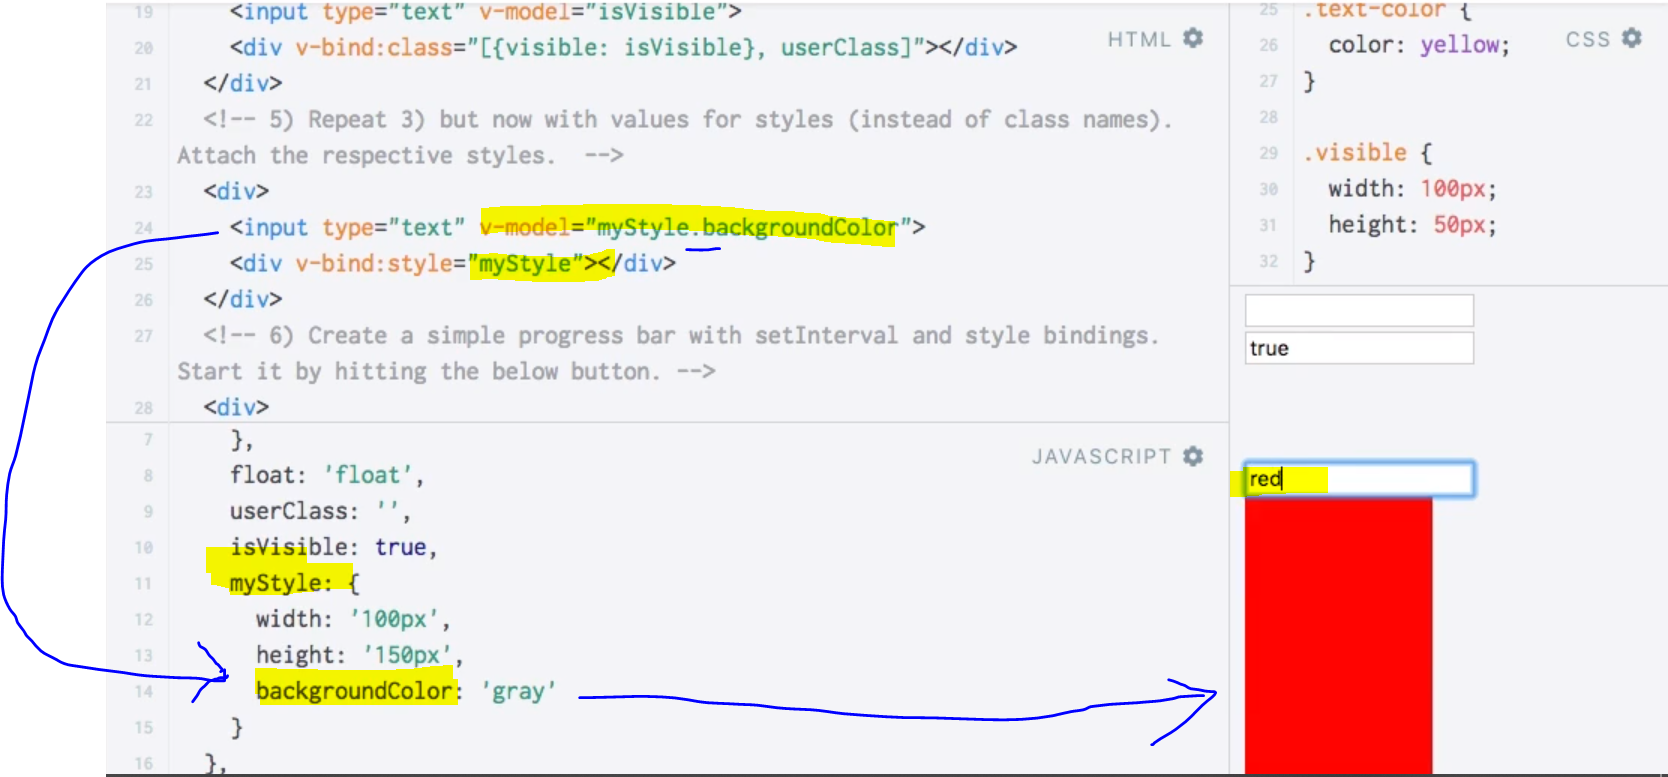 19 <input type="text" v-model="isVisible">
20 <div v-bind:class="[{visible: isVisible}, userClass]"></div>
21 </div>
22 <!-- 5) Repeat 3) but now with values for styles (instead of class names).
Attach the respective styles.  -->
23 <div>
24 <input type="text" v-model="myStyle.backgroundColor">
25 <div v-bind:style="myStyle"></div>
26 </div>
27 <!-- 6) Create a simple progress bar with setInterval and style bindings.
Start it by hitting the below button. -->
28 <div>
HTML
7 },
8 float: 'float',
9 userClass: '',
10 isVisible: true,
11 myStyle: {
12 width: '100px',
13 height: '150px',
14 backgroundColor: 'gray'
15 }
16 },
JAVASCRIPT
25 .text-color {
26 color: yellow;
27 }
28
29 .visible {
30 width: 100px;
31 height: 50px;
32 }
CSS
true
red